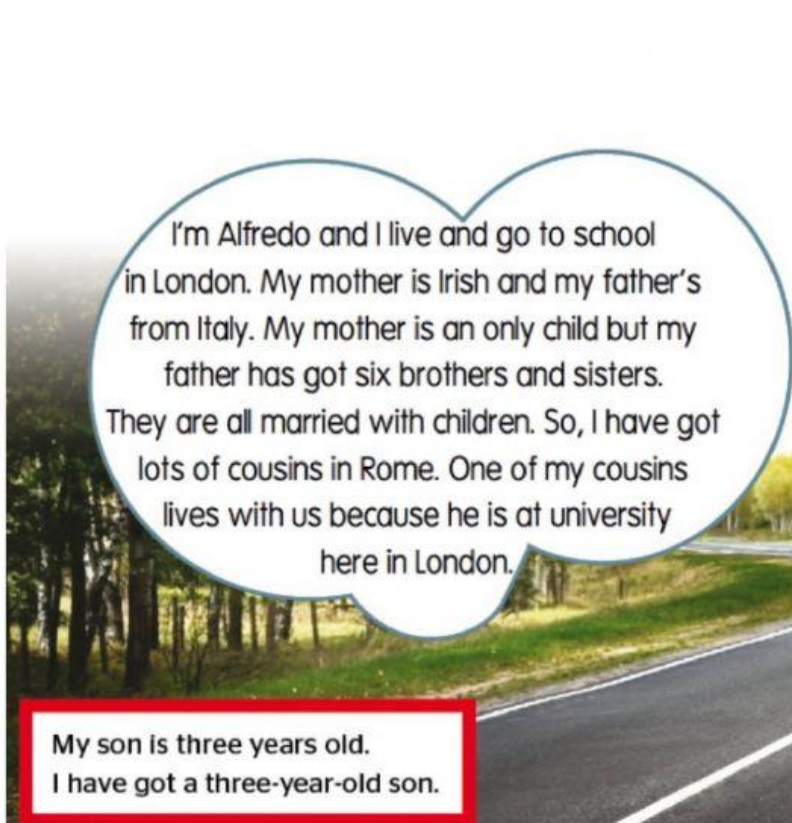 I'm Alfredo and I live and go to school
in London. My mother is Irish and my father's
from Italy. My mother is an only child but my
father has got six brothers and sisters.
They are all married with children. So, I have got
lots of cousins in Rome. One of my cousins
lives with us because he is at university
here in London.
My son is three years old.
I have got a three-year-old son.